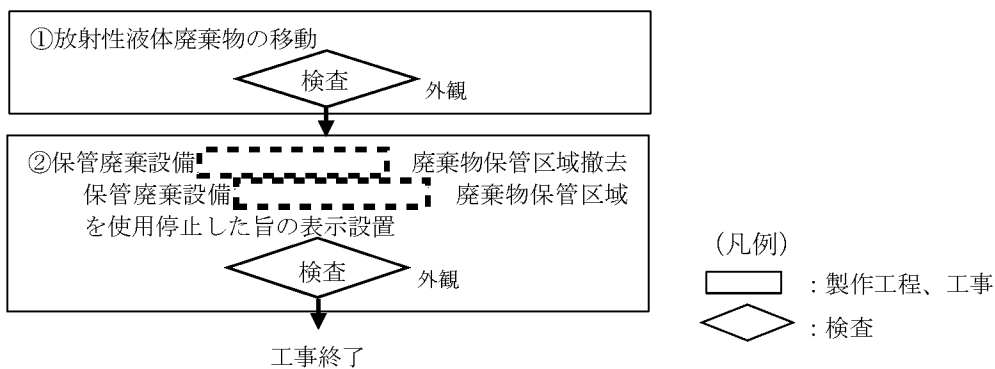 ①放射性液体廃棄物の移動
検査
外観
②保管廃棄設備 廃棄物保管区域撤去
保管廃棄設備 廃棄物保管区域
を使用停止した旨の表示設置
検査
外観
工事終了
（凡例）
：製作工程、工事
：検査